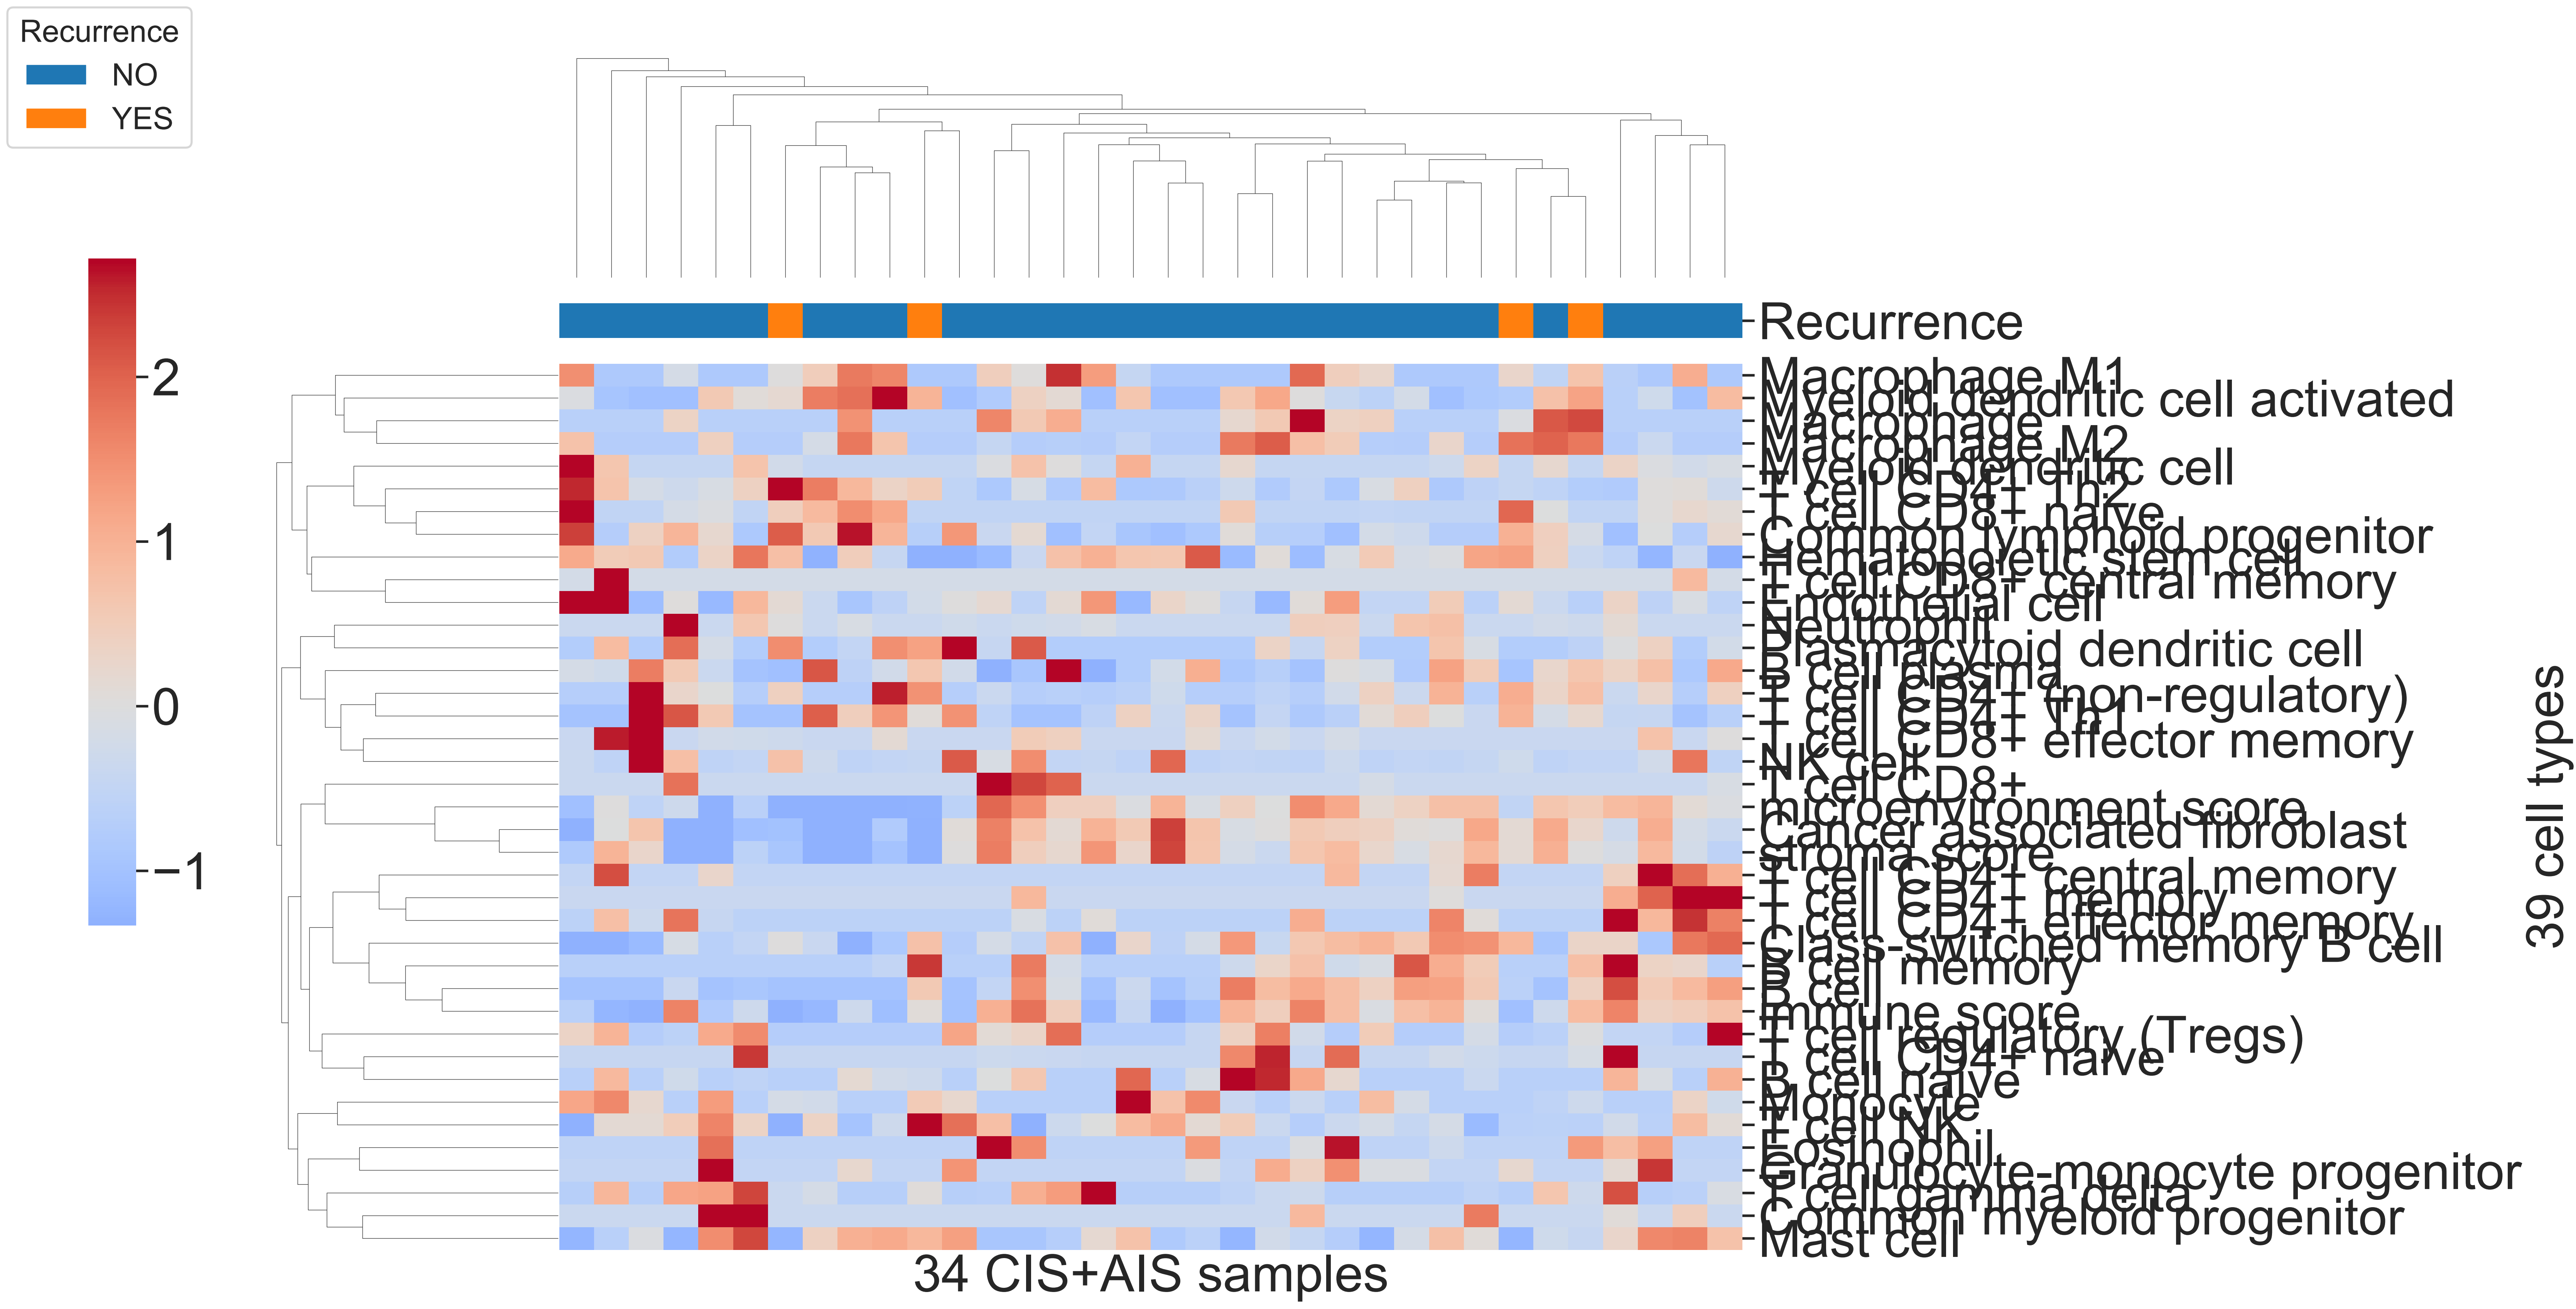 Recurrence
NO
YES
2
1
0
−1
Recurrence
Macrophage M1
Myeloid dendritic cell activated
Macrophage
Macrophage M2
Myeloid dendritic cell
T cell CD4+ Th2
T cell CD8+ naive
Common lymphoid progenitor
Hematopoietic stem cell
T cell CD8+ central memory
Endothelial cell
Neutrophil
Plasmacytoid dendritic cell
B cell plasma
T cell CD4+ (non-regulatory)
T cell CD4+ Th1
T cell CD8+ effector memory
NK cell
T cell CD8+
microenvironment score
Cancer associated fibroblast
stroma score
T cell CD4+ central memory
T cell CD4+ memory
T cell CD4+ effector memory
Class-switched memory B cell
B cell memory
B cell
immune score
T cell regulatory (Tregs)
T cell CD4+ naive
B cell naive
Monocyte
T cell NK
Eosinophil
Granulocyte-monocyte progenitor
T cell gamma delta
Common myeloid progenitor
Mast cell
39 cell types
34 CIS+AIS samples